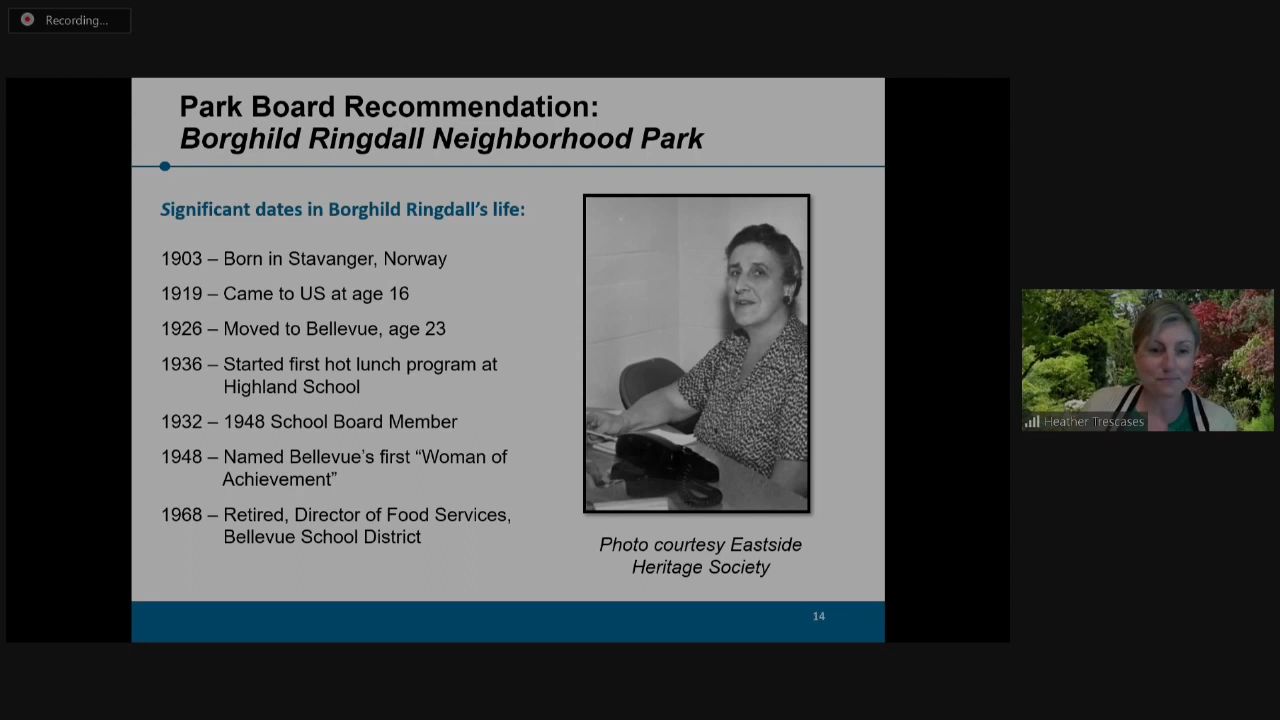 Recording...
Park Board Recommendation:
Borghild Ringdall Neighborhood Park
Significant dates in Borghild Ringdall's life:
1903 – Born in Stavanger, Norway
1919 – Came to US at age 16
1926 – Moved to Bellevue, age 23
1936 – Started first hot lunch program at
Highland School
1932 – 1948 School Board Member
1948 – Named Bellevue's first “Woman of
Achievement”
1968 – Retired, Director of Food Services,
Bellevue School District
Photo courtesy Eastside
Heritage Society
14
Heather Trescases